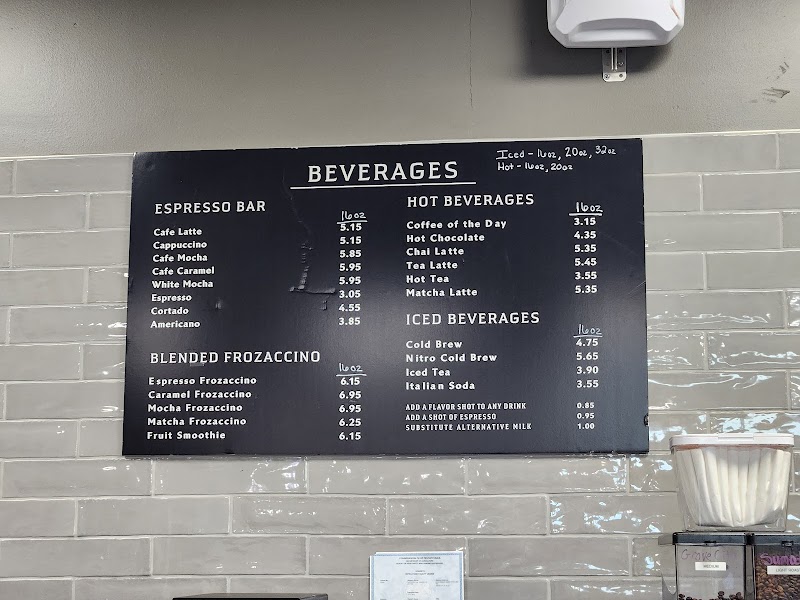 BEVERAGES
Iced - 16oz, 20oz, 32oz
Hot - 16oz, 20oz
ESPRESSO BAR
16oz
Cafe Latte 5.15
Cappuccino 5.15
Cafe Mocha 5.85
Cafe Caramel 5.95
White Mocha 5.95
Espresso 3.05
Cortado 4.55
Americano 3.85
BLENDED FROZACCINO
16oz
Espresso Frozaccino 6.15
Caramel Frozaccino 6.95
Mocha Frozaccino 6.95
Matcha Frozaccino 6.25
Fruit Smoothie 6.15
HOT BEVERAGES
16oz
Coffee of the Day 3.15
Hot Chocolate 4.35
Chai Latte 5.35
Tea Latte 5.45
Hot Tea 3.55
Matcha Latte 5.35
ICED BEVERAGES
16oz
Cold Brew 4.75
Nitro Cold Brew 5.65
Iced Tea 3.90
Italian Soda 3.55
ADD A FLAVOR SHOT TO ANY DRINK 0.85
ADD A SHOT OF ESPRESSO 0.95
SUBSTITUTE ALTERNATIVE MILK 1.00
MEDIUM
LIGHT ROAST